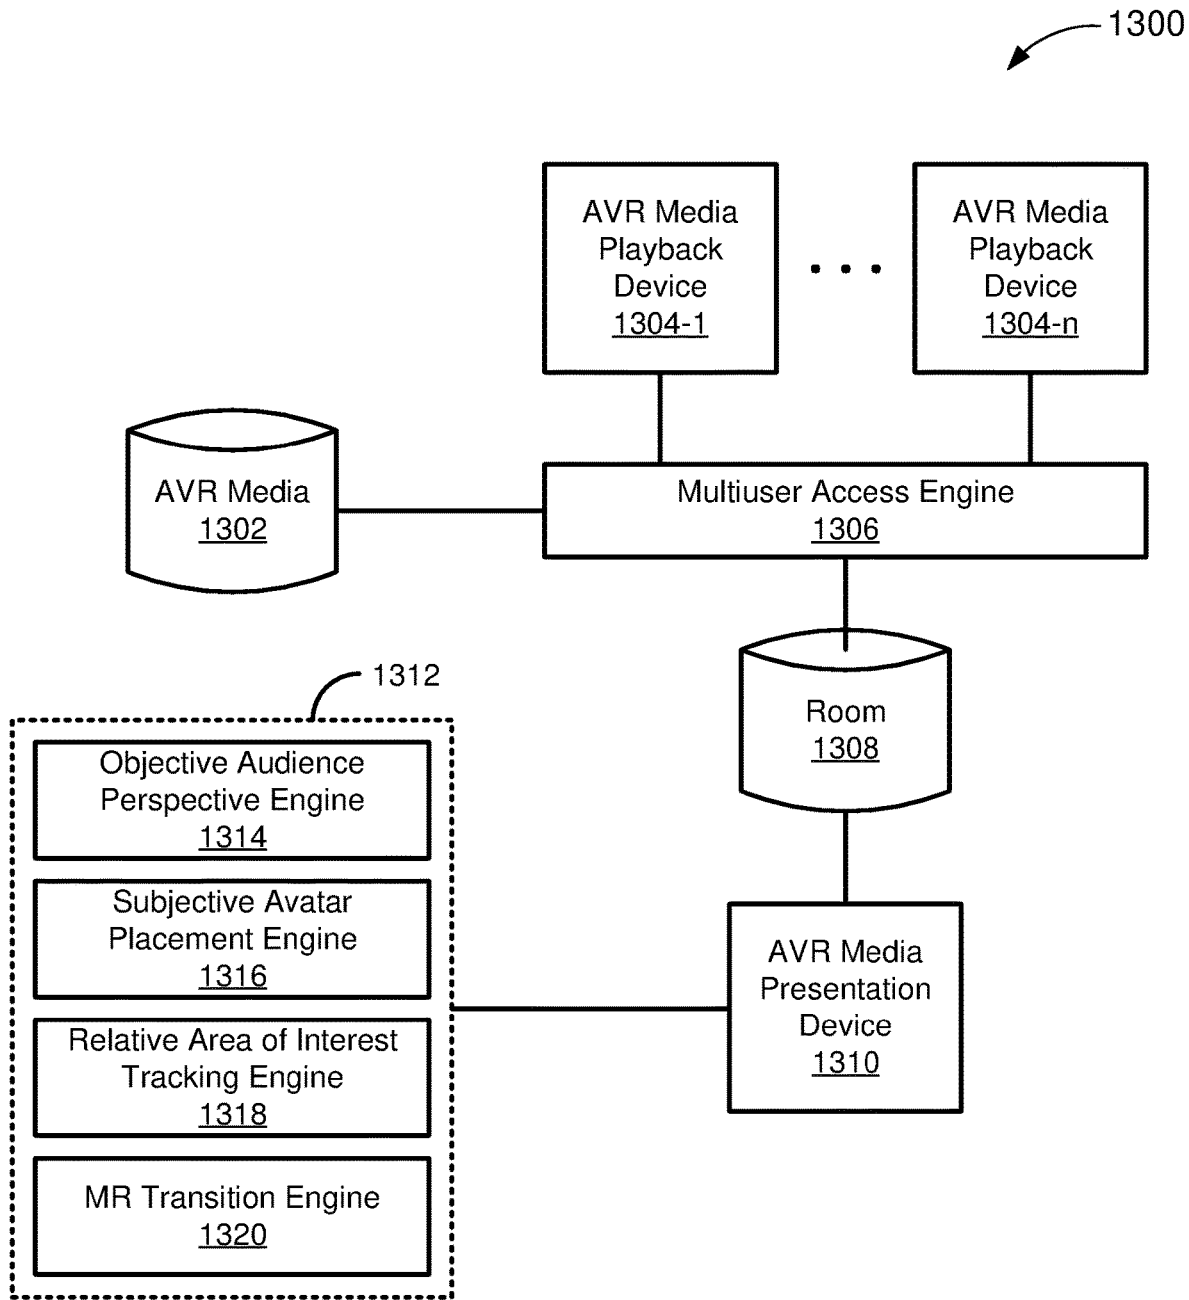 1300
AVR Media
Playback
Device
1304-1
. . .
AVR Media
Playback
Device
1304-n
AVR Media
1302
Multiuser Access Engine
1306
Room
1308
1312
Objective Audience
Perspective Engine
1314
Subjective Avatar
Placement Engine
1316
Relative Area of Interest
Tracking Engine
1318
MR Transition Engine
1320
AVR Media
Presentation
Device
1310